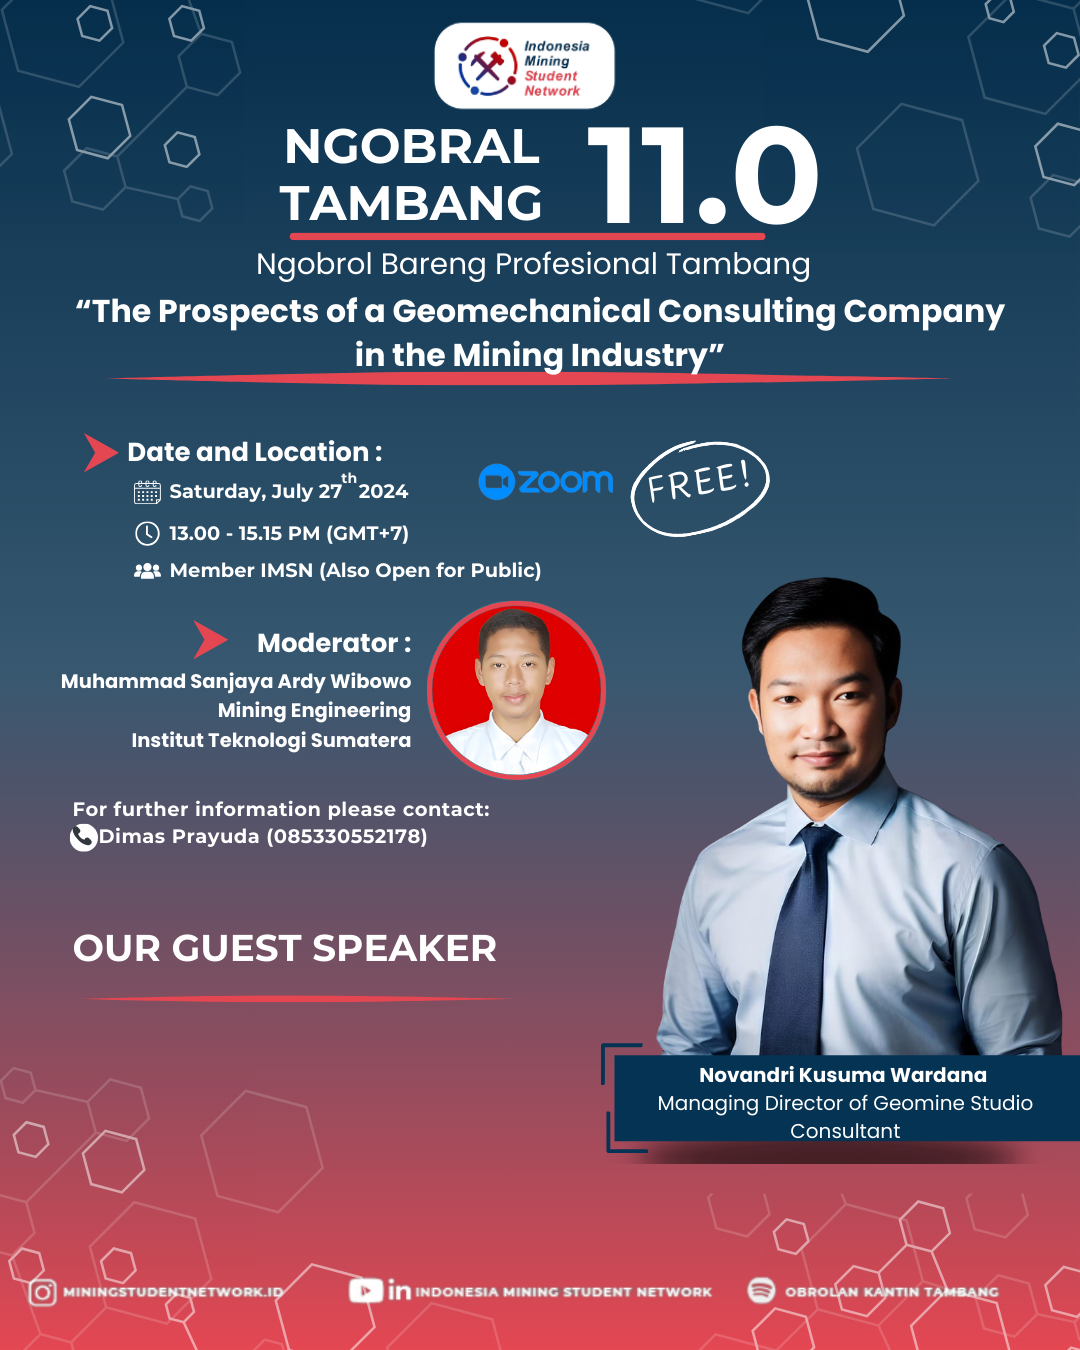 Indonesia
Mining
Student
Network
NGOBRAL
TAMBANG
11.0
Ngobrol Bareng Profesional Tambang
“The Prospects of a Geomechanical Consulting Company
in the Mining Industry”
Date and Location :
Saturday, July 27th 2024
zoom
FREE!
13.00 - 15.15 PM (GMT+7)
Member IMSN (Also Open for Public)
Moderator :
Muhammad Sanjaya Ardy Wibowo
Mining Engineering
Institut Teknologi Sumatera
For further information please contact:
Dimas Prayuda (085330552178)
OUR GUEST SPEAKER
Novandri Kusuma Wardana
Managing Director of Geomine Studio
Consultant
MININGSTUDENTNETWORK.ID
in INDONESIA MINING STUDENT NETWORK
OBROLAN KANTIN TAMBANG